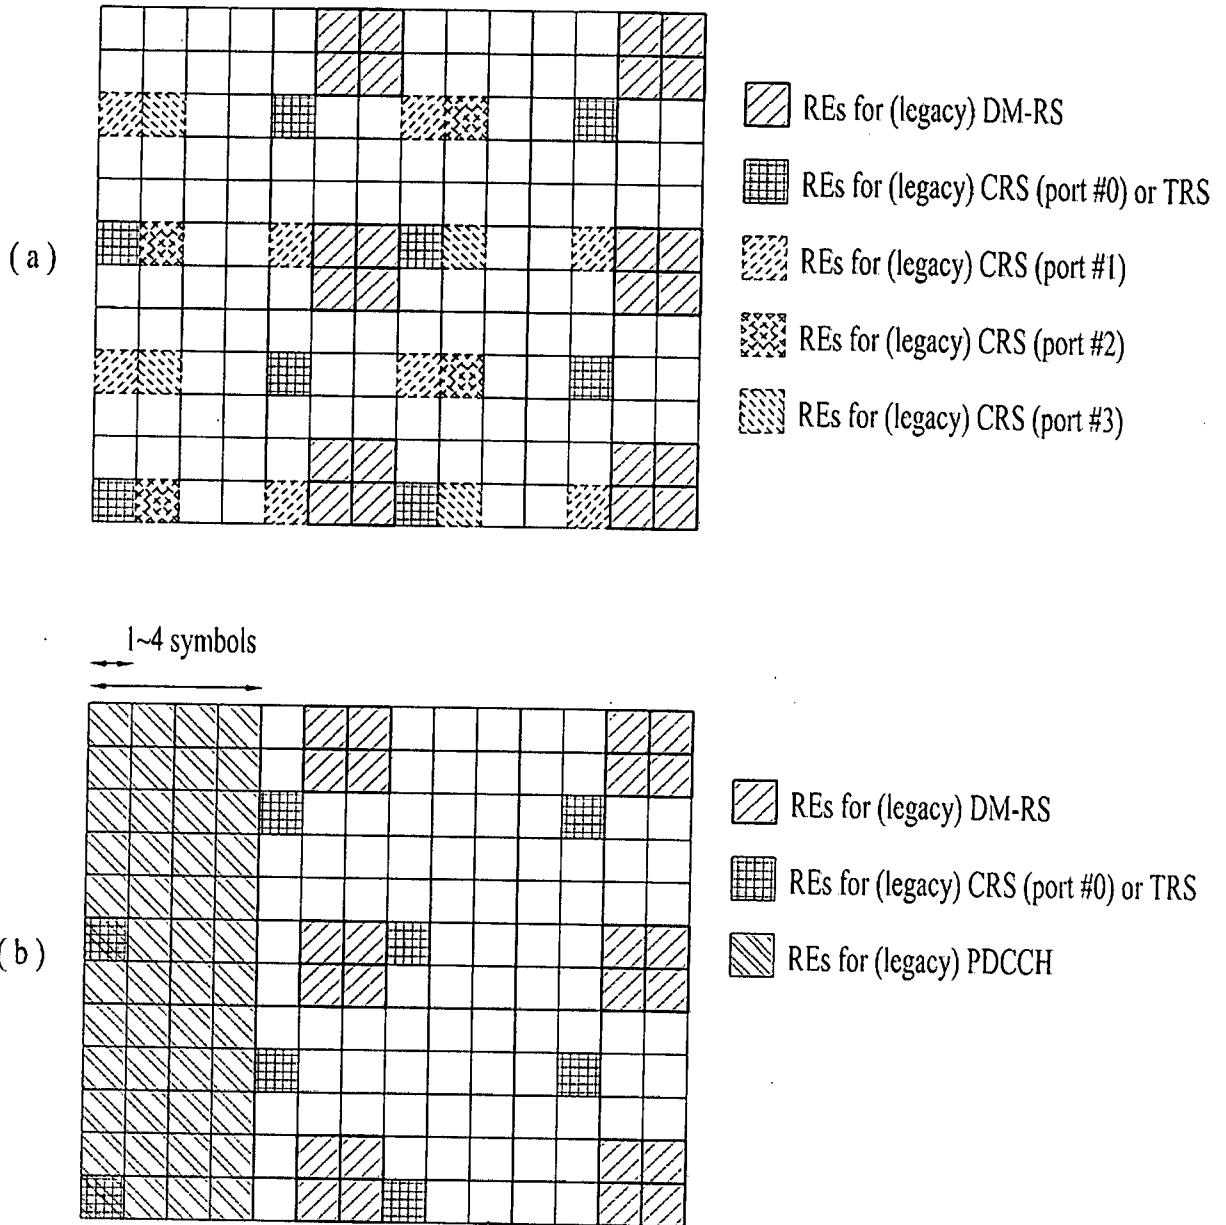 REs for (legacy) DM-RS
REs for (legacy) CRS (port #0) or TRS
(a)
REs for (legacy) CRS (port #1)
REs for (legacy) CRS (port #2)
REs for (legacy) CRS (port #3)
1~4 symbols
REs for (legacy) DM-RS
REs for (legacy) CRS (port #0) or TRS
(b)
REs for (legacy) PDCCH